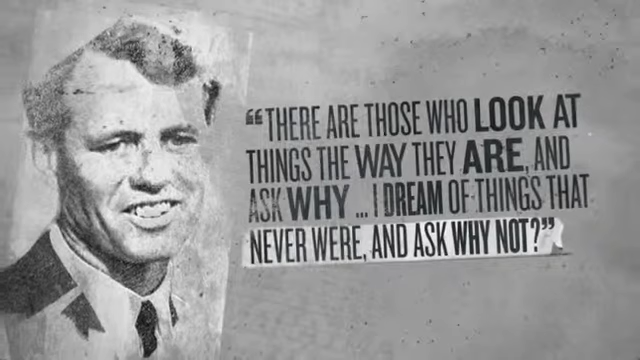 “THERE ARE THOSE WHO LOOK AT
THINGS THE WAY THEY ARE, AND
ASK WHY ... I DREAM OF THINGS THAT
NEVER WERE, AND ASK WHY NOT?”